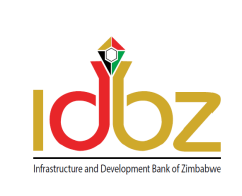 idbz
Infrastructure and Development Bank of Zimbabwe